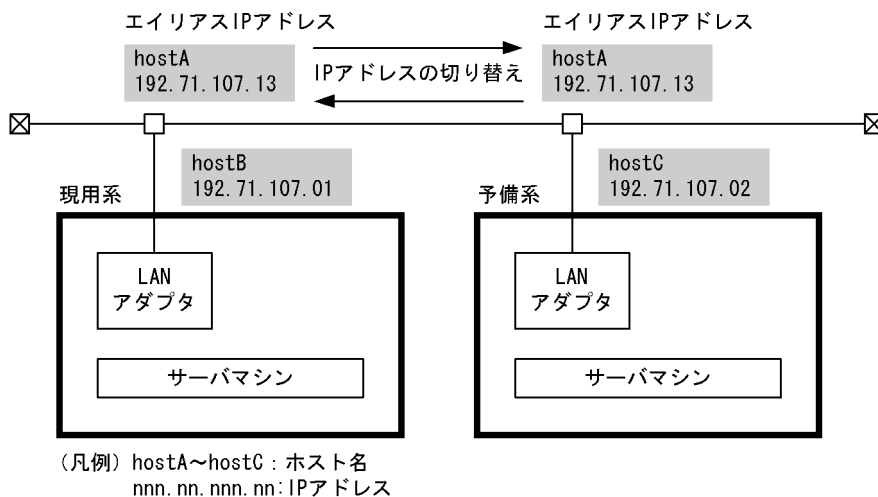 エイリアスIPアドレス
エイリアスIPアドレス
hostA
192.71.107.13
IPアドレスの切り替え
hostA
192.71.107.13
hostB
192.71.107.01
hostC
192.71.107.02
現用系
予備系
LAN
アダプタ
LAN
アダプタ
サーバマシン
サーバマシン
（凡例）hostA～hostC：ホスト名
nnn.nn.nnn.nn:IPアドレス